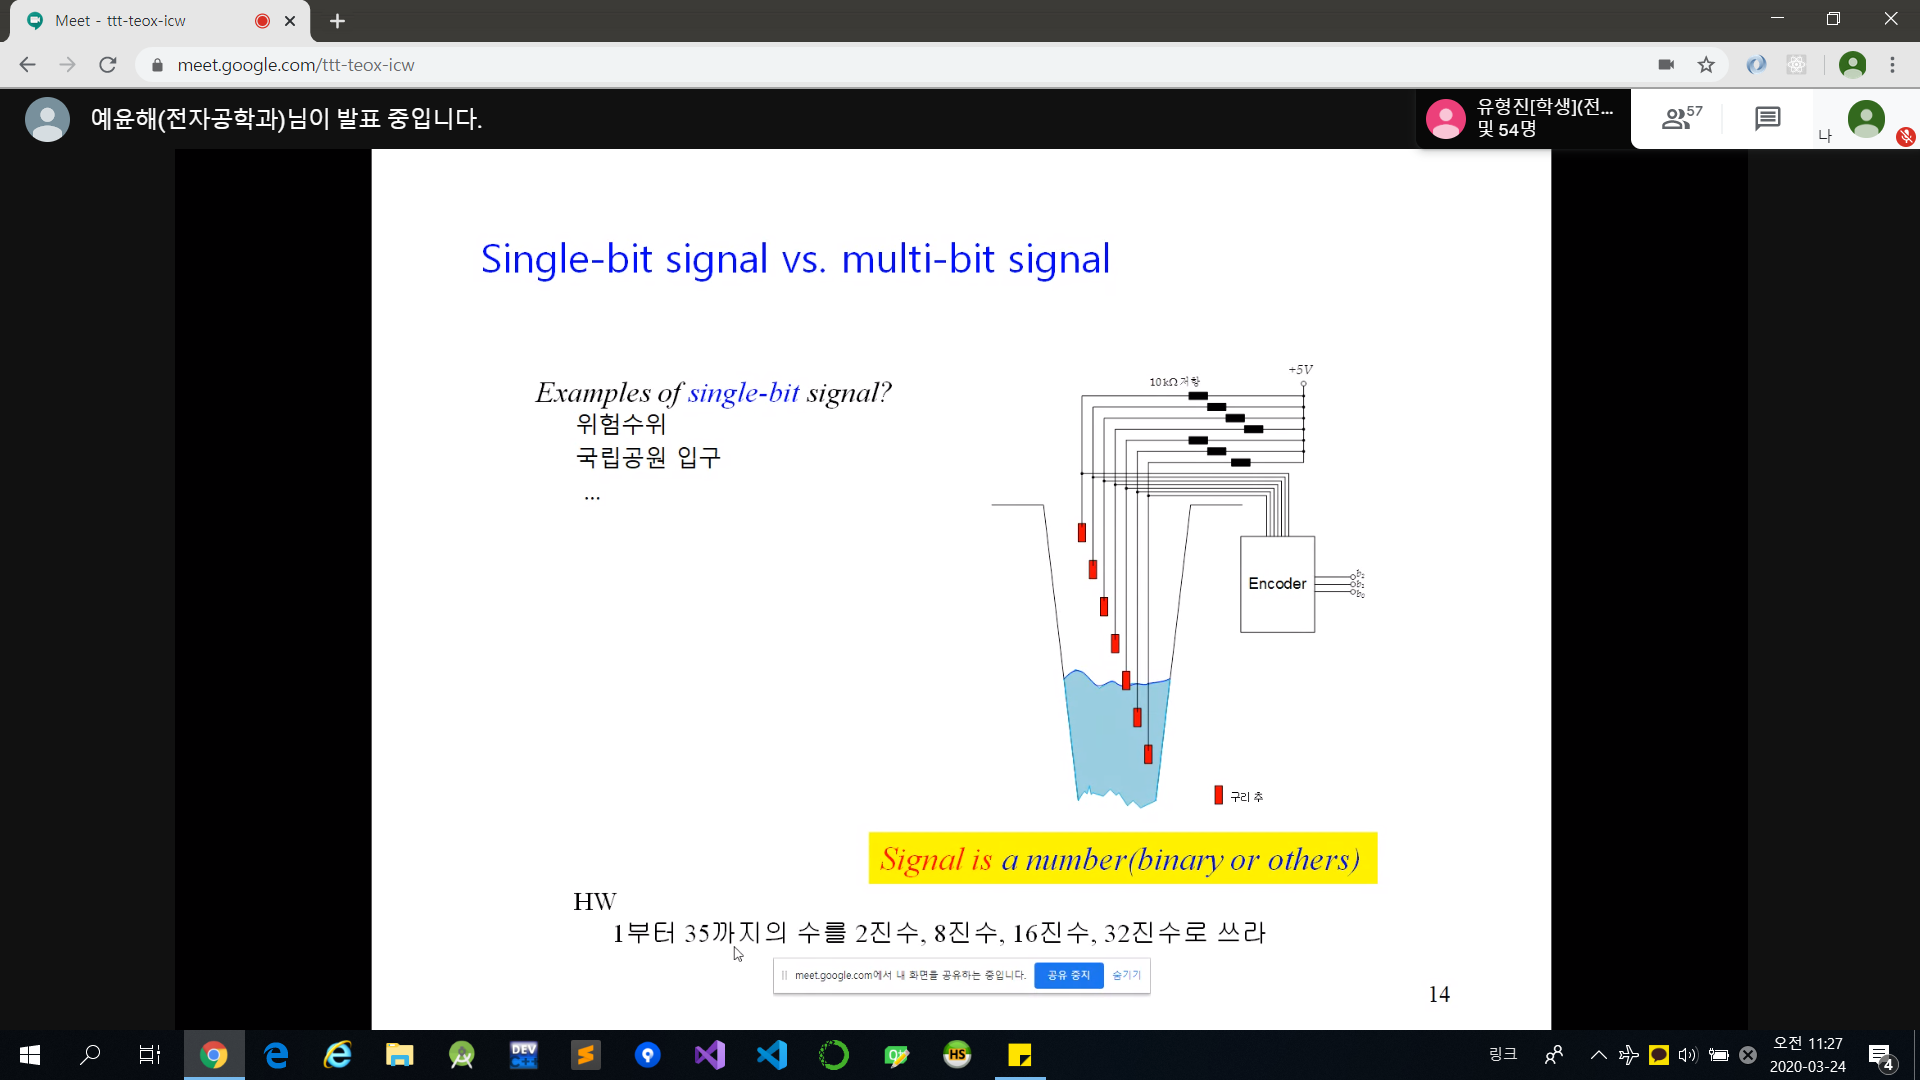 Meet - ttt-teox-icw
meet.google.com/ttt-teox-icw
예윤해(전자공학과)님이 발표 중입니다.
유형진[학생](전...
및 54명
57
나
Single-bit signal vs. multi-bit signal
Examples of single-bit signal?
위험수위
국립공원 입구
...
+5V
10kΩ 저항
Encoder
b₂
b₁
b₀
구리 추
Signal is a number(binary or others)
HW
1부터 35까지의 수를 2진수, 8진수, 16진수, 32진수로 쓰라
meet.google.com에서 내 화면을 공유하는 중입니다.
공유 중지
숨기기
14
DEV
C++
Qt
HS
링크
오전 11:27
2020-03-24
4